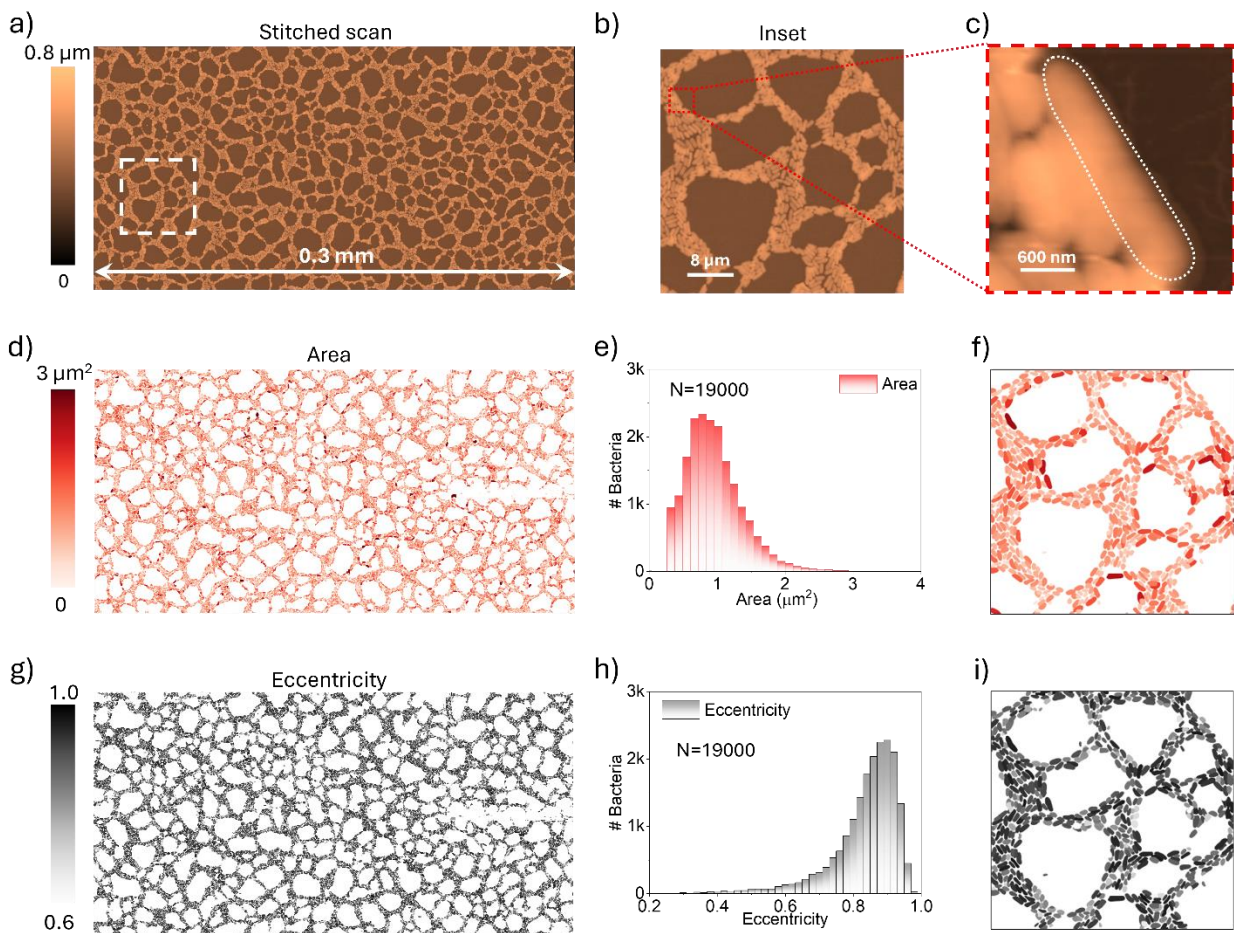 a)
Stitched scan
0.8 µm
0
0.3 mm
b)
Inset
8 µm
c)
600 nm
d)
Area
3 µm²
0
e)
3k
2k
1k
0
# Bacteria
N=19000
Area
0 1 2 3 4
Area (μm²)
f)
g)
Eccentricity
1.0
0.6
h)
3k
2k
1k
0
# Bacteria
Eccentricity
N=19000
0.2 0.4 0.6 0.8 1.0
Eccentricity
i)